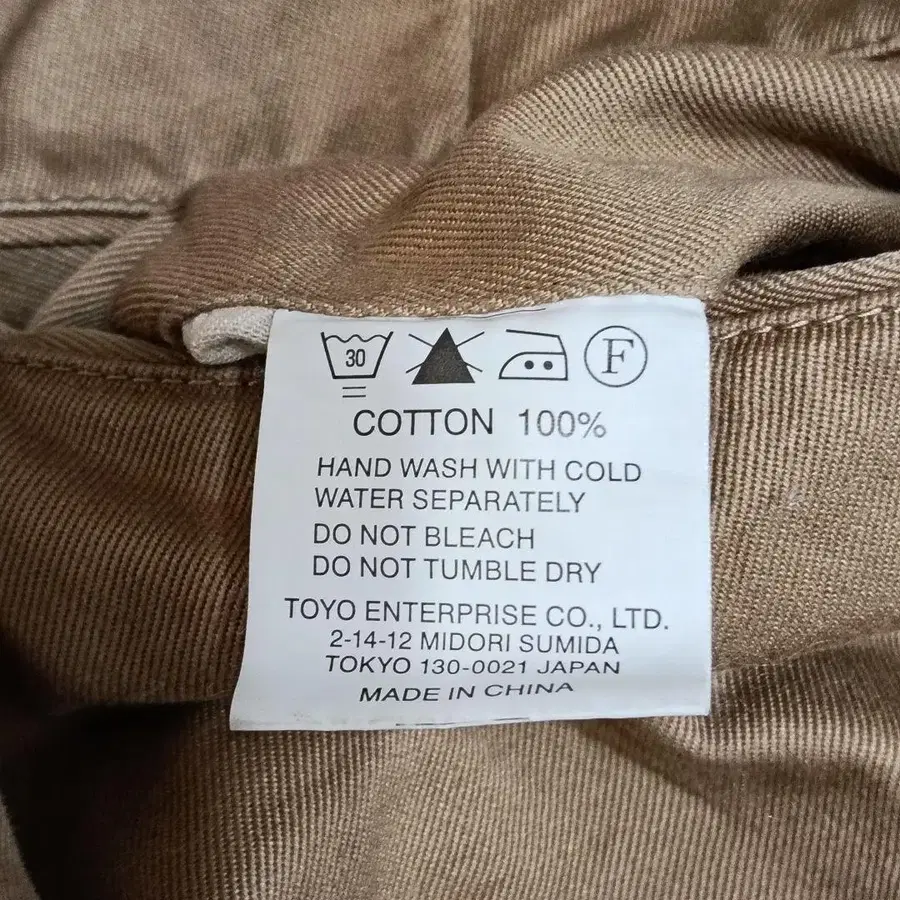 30 F
COTTON 100%
HAND WASH WITH COLD
WATER SEPARATELY
DO NOT BLEACH
DO NOT TUMBLE DRY
TOYO ENTERPRISE CO., LTD.
2-14-12 MIDORI SUMIDA
TOKYO 130-0021 JAPAN
MADE IN CHINA